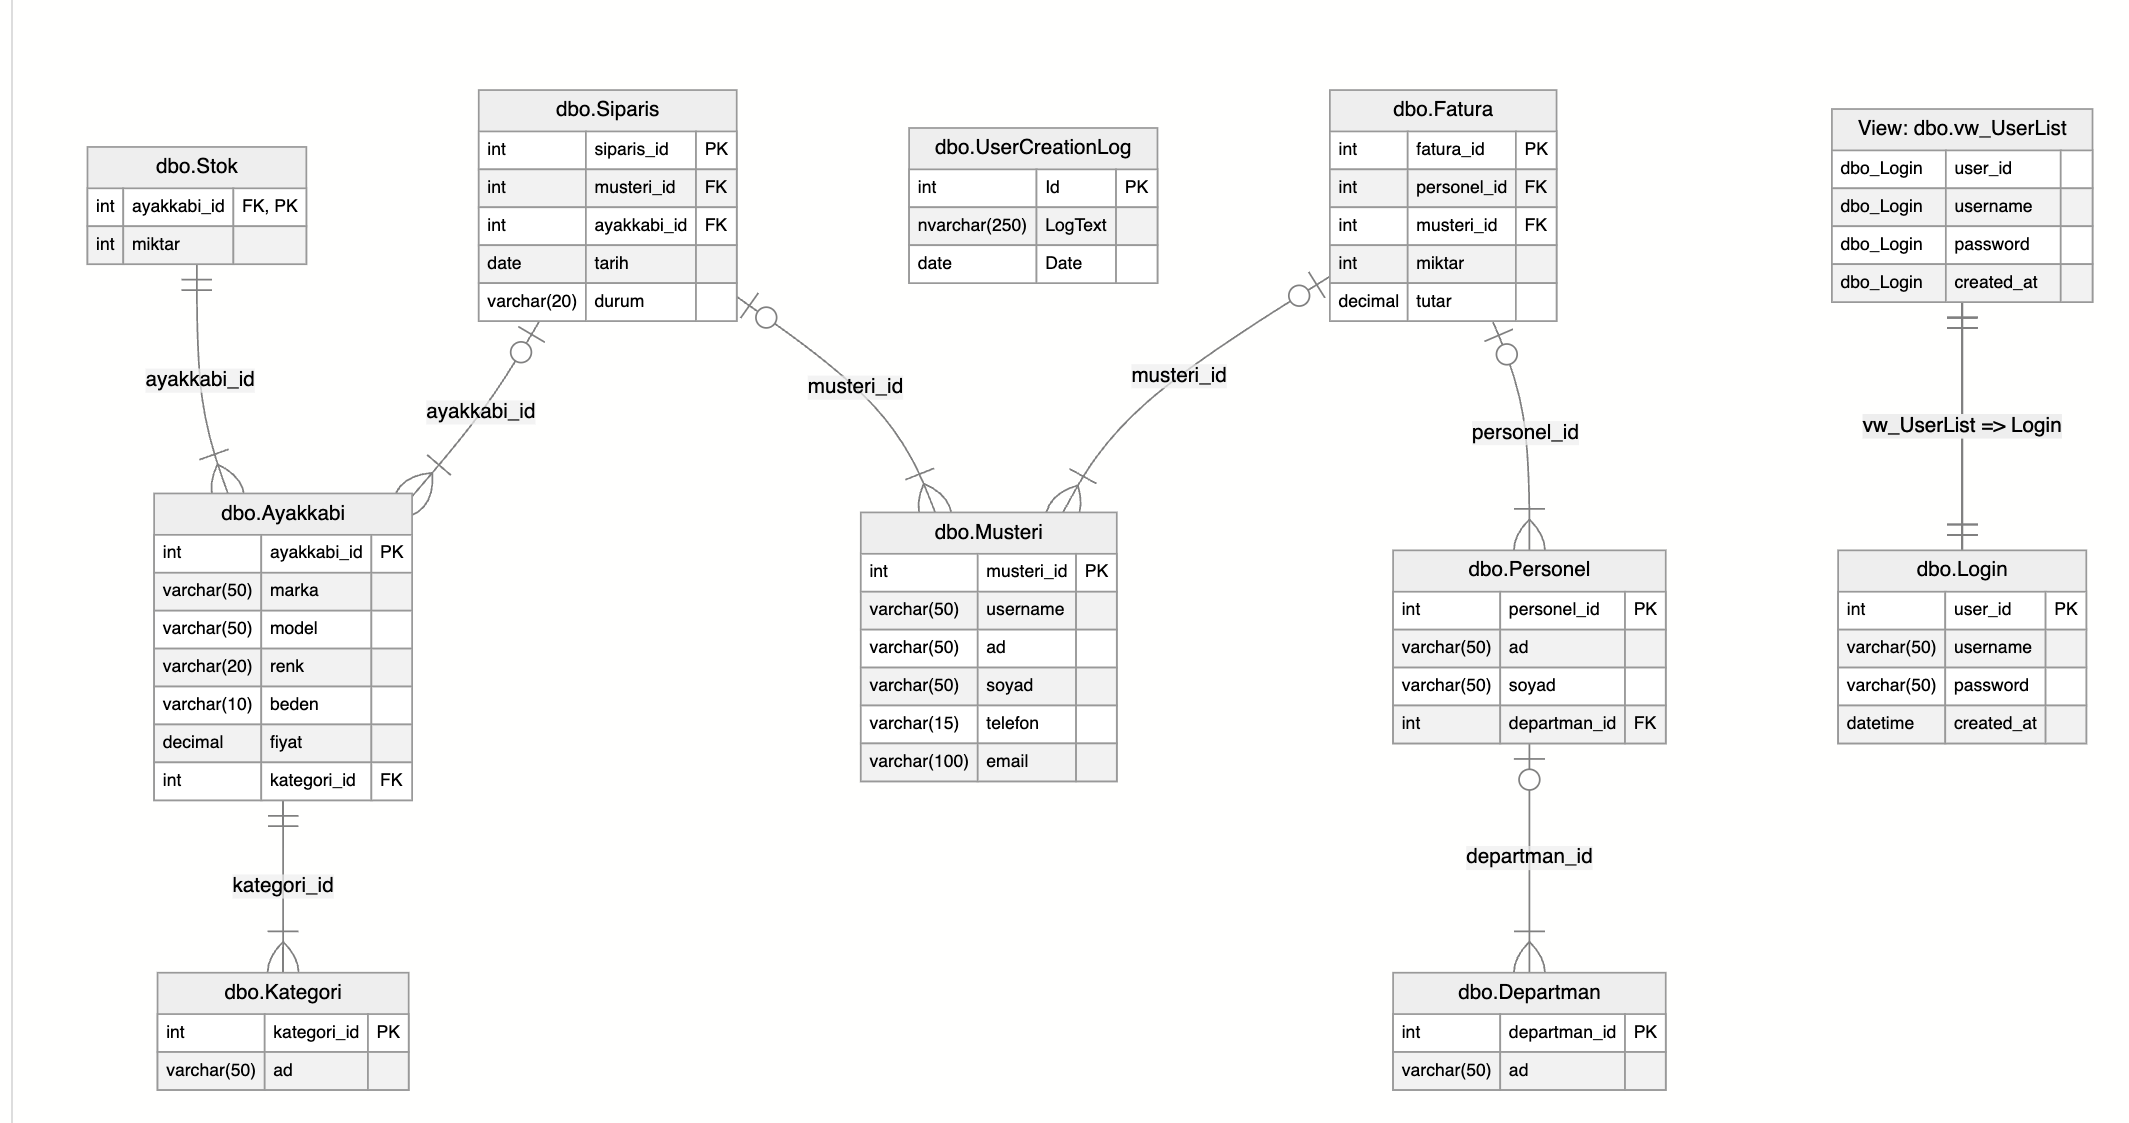 dbo.Stok
int ayakkabi_id FK, PK
int miktar
dbo.Siparis
int siparis_id PK
int musteri_id FK
int ayakkabi_id FK
date tarih
varchar(20) durum
dbo.UserCreationLog
int Id PK
nvarchar(250) LogText
date Date
dbo.Fatura
int fatura_id PK
int personel_id FK
int musteri_id FK
int miktar
decimal tutar
View: dbo.vw_UserList
dbo_Login user_id
dbo_Login username
dbo_Login password
dbo_Login created_at
ayakkabi_id
ayakkabi_id
musteri_id
musteri_id
personel_id
vw_UserList => Login
dbo.Ayakkabi
int ayakkabi_id PK
varchar(50) marka
varchar(50) model
varchar(20) renk
varchar(10) beden
decimal fiyat
int kategori_id FK
dbo.Musteri
int musteri_id PK
varchar(50) username
varchar(50) ad
varchar(50) soyad
varchar(15) telefon
varchar(100) email
dbo.Personel
int personel_id PK
varchar(50) ad
varchar(50) soyad
int departman_id FK
dbo.Login
int user_id PK
varchar(50) username
varchar(50) password
datetime created_at
kategori_id
departman_id
dbo.Kategori
int kategori_id PK
varchar(50) ad
dbo.Departman
int departman_id PK
varchar(50) ad